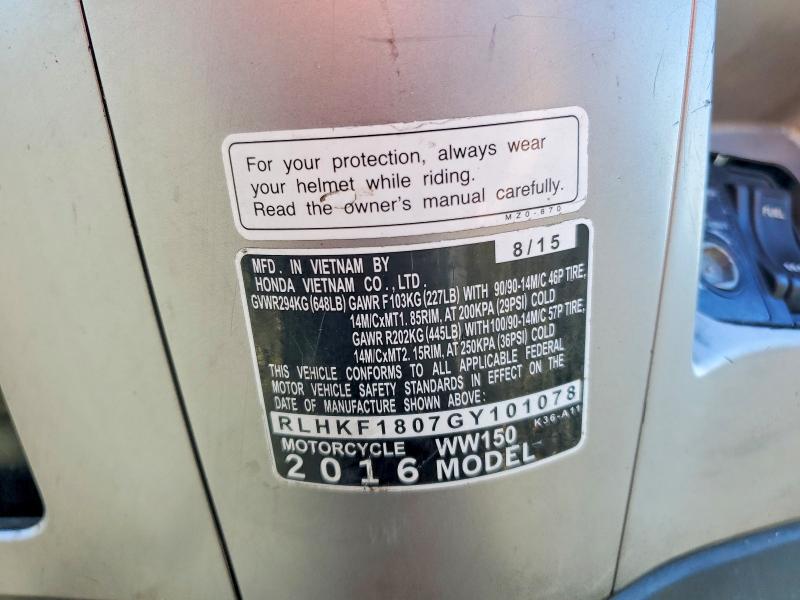 For your protection, always wear
your helmet while riding.
Read the owner's manual carefully.
MZ0-870
8/15
MFD. IN VIETNAM BY
HONDA VIETNAM CO., LTD.
GVWR294KG (648LB) GAWR F103KG (227LB) WITH 90/90-14M/C 46P TIRE,
14M/CxMT1.85RIM, AT 200KPA (29PSI) COLD
GAWR R202KG (445LB) WITH100/90-14M/C 57P TIRE,
14M/CxMT2.15RIM, AT 250KPA (36PSI) COLD
THIS VEHICLE CONFORMS TO ALL APPLICABLE FEDERAL
MOTOR VEHICLE SAFETY STANDARDS IN EFFECT ON THE
DATE OF MANUFACTURE SHOWN ABOVE:
RLHKF1807GY101078
K36-A11
MOTORCYCLE WW150
2016 MODEL
FUEL